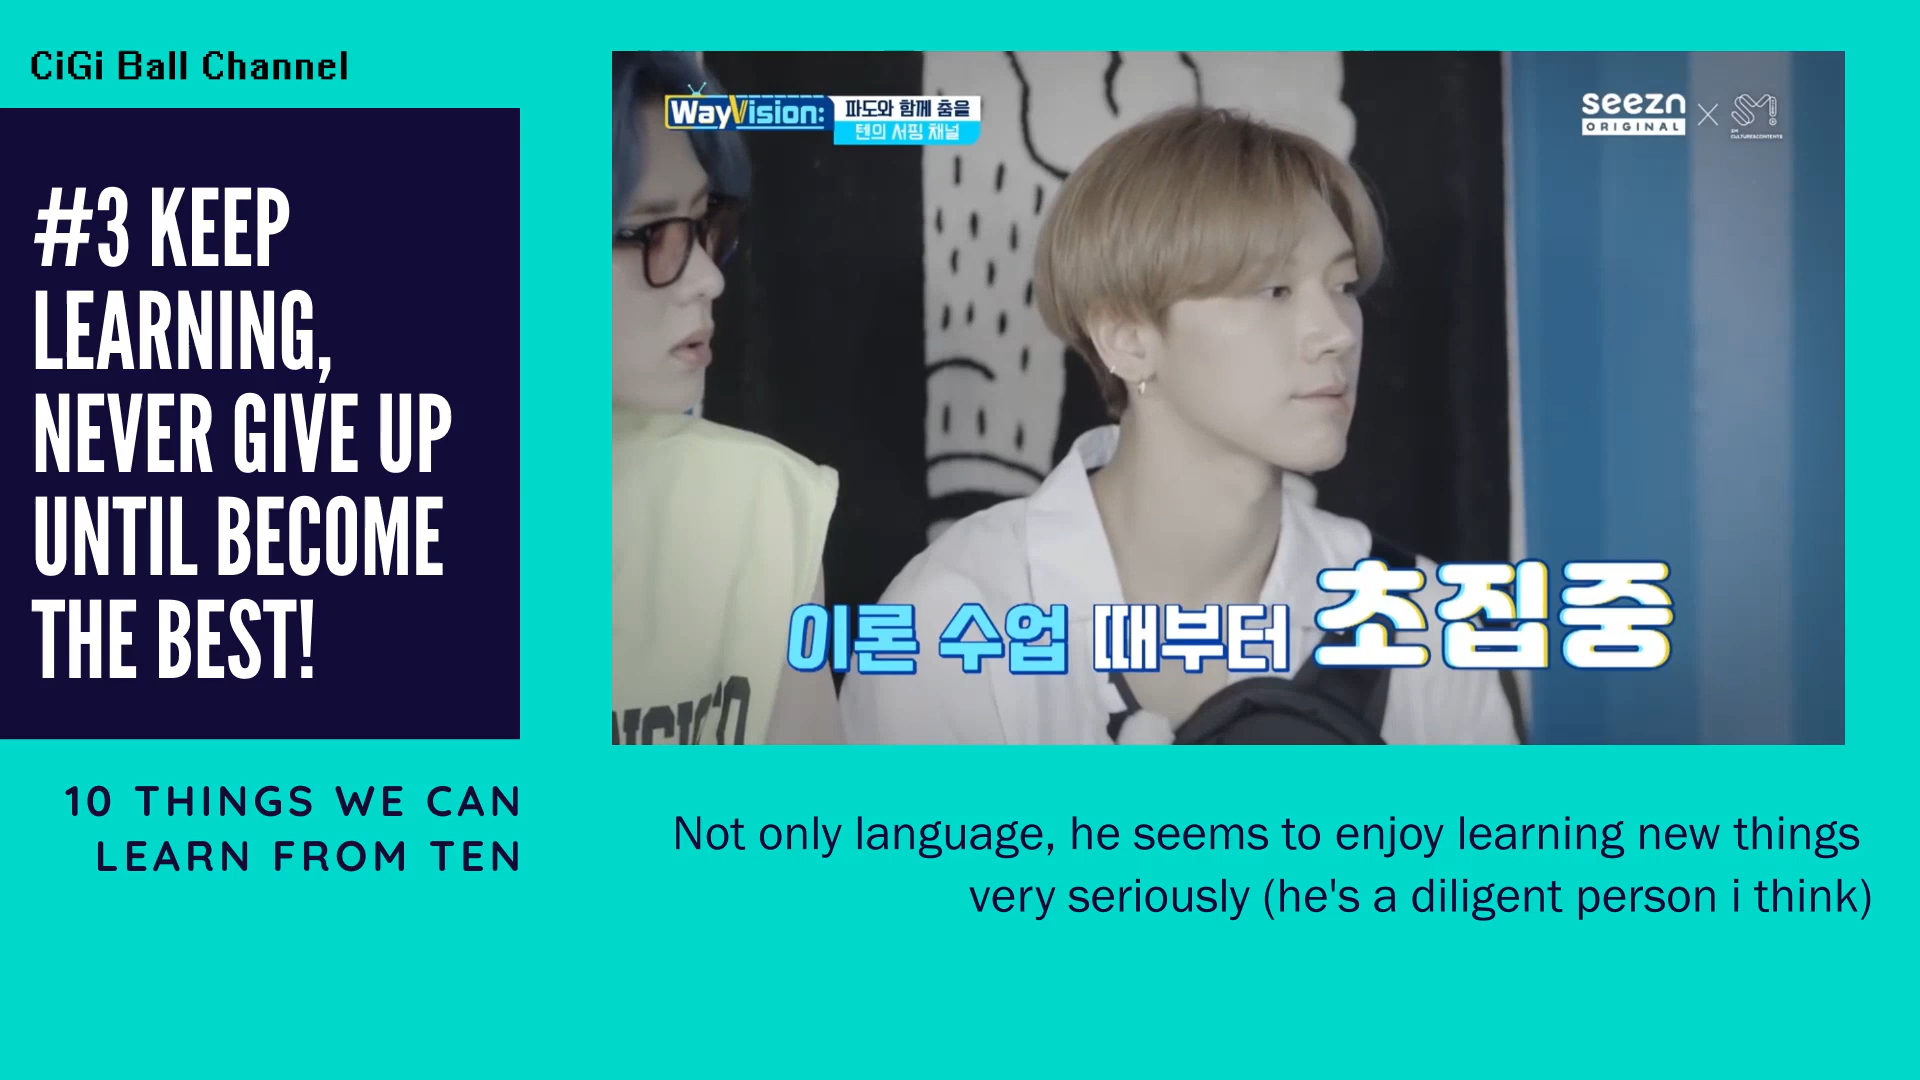 CiGi Ball Channel
#3 KEEP
LEARNING,
NEVER GIVE UP
UNTIL BECOME
THE BEST!
10 THINGS WE CAN
LEARN FROM TEN
WayVision:
파도와 함께 춤을
텐의 서핑 채널
seezn
ORIGINAL
SM
CULTURE&CONTENTS
이론 수업 때부터 초집중
Not only language, he seems to enjoy learning new things
very seriously (he's a diligent person i think)